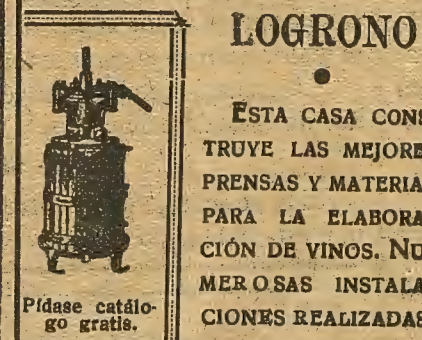 LOGRONO
ESTA CASA CONS
TRUYE LAS MEJORE
PRENSAS Y MATERIA
PARA LA ELABORA
CIÓN DE VINOS. NU
MEROSAS INSTALA
CIONES REALIZADAS
Pídase catálo-
go gratis.